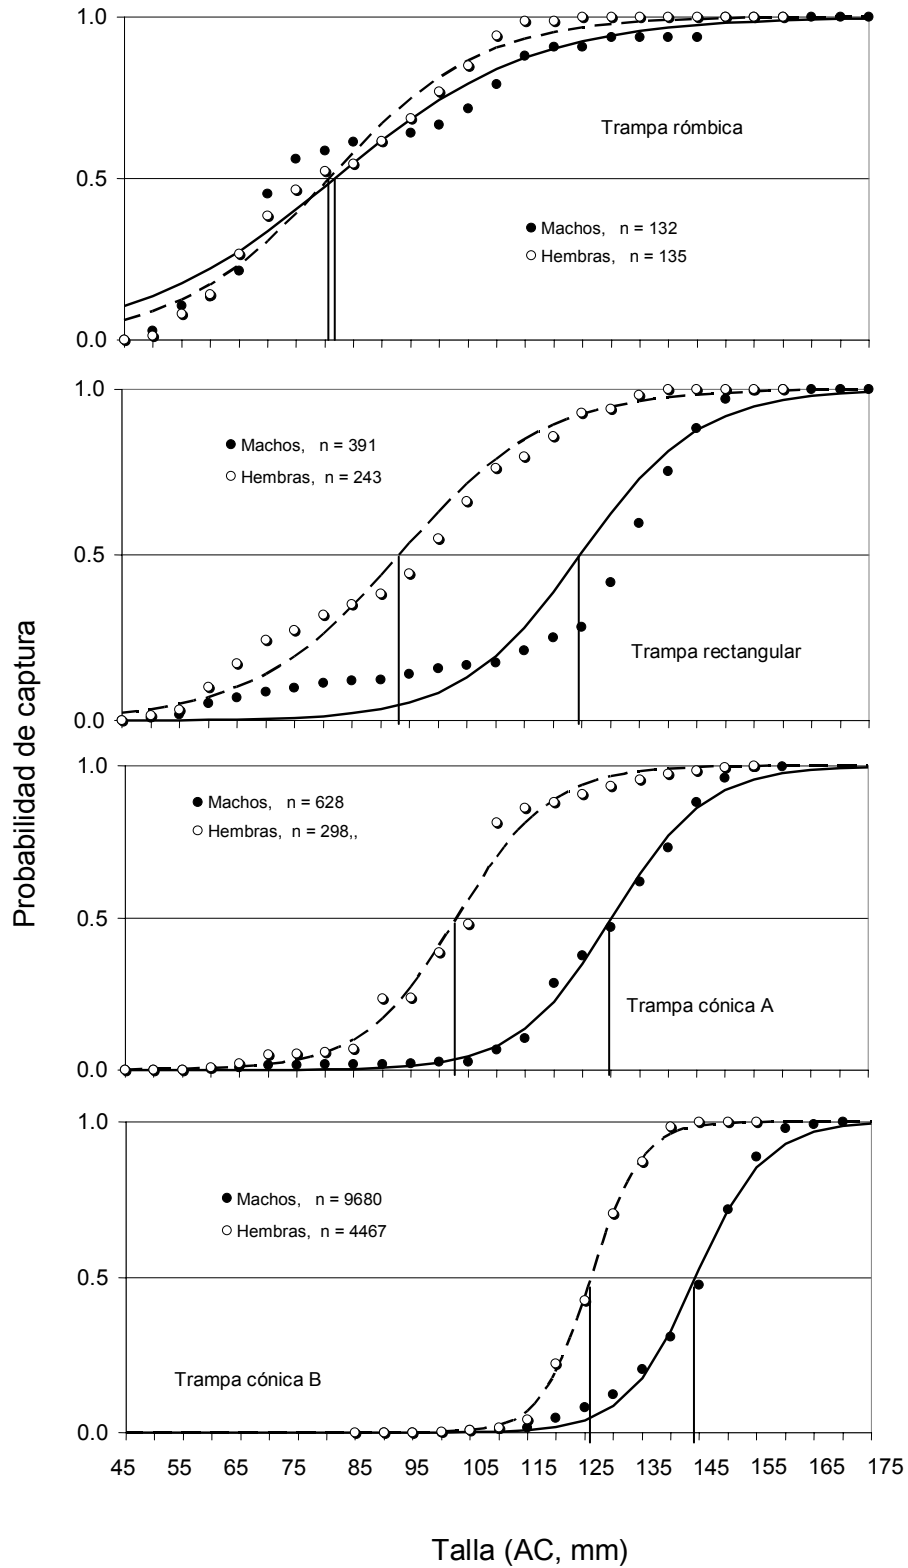 1.0
Trampa rómbica
0.5
Machos, n = 132
Hembras, n = 135
0.0
1.0
Machos, n = 391
Hembras, n = 243
0.5
Trampa rectangular
0.0
Probabilidad de captura
1.0
Machos, n = 628
Hembras, n = 298,,
0.5
Trampa cónica A
0.0
1.0
Machos, n = 9680
Hembras, n = 4467
0.5
Trampa cónica B
0.0
45 55 65 75 85 95 105 115 125 135 145 155 165 175
Talla (AC, mm)